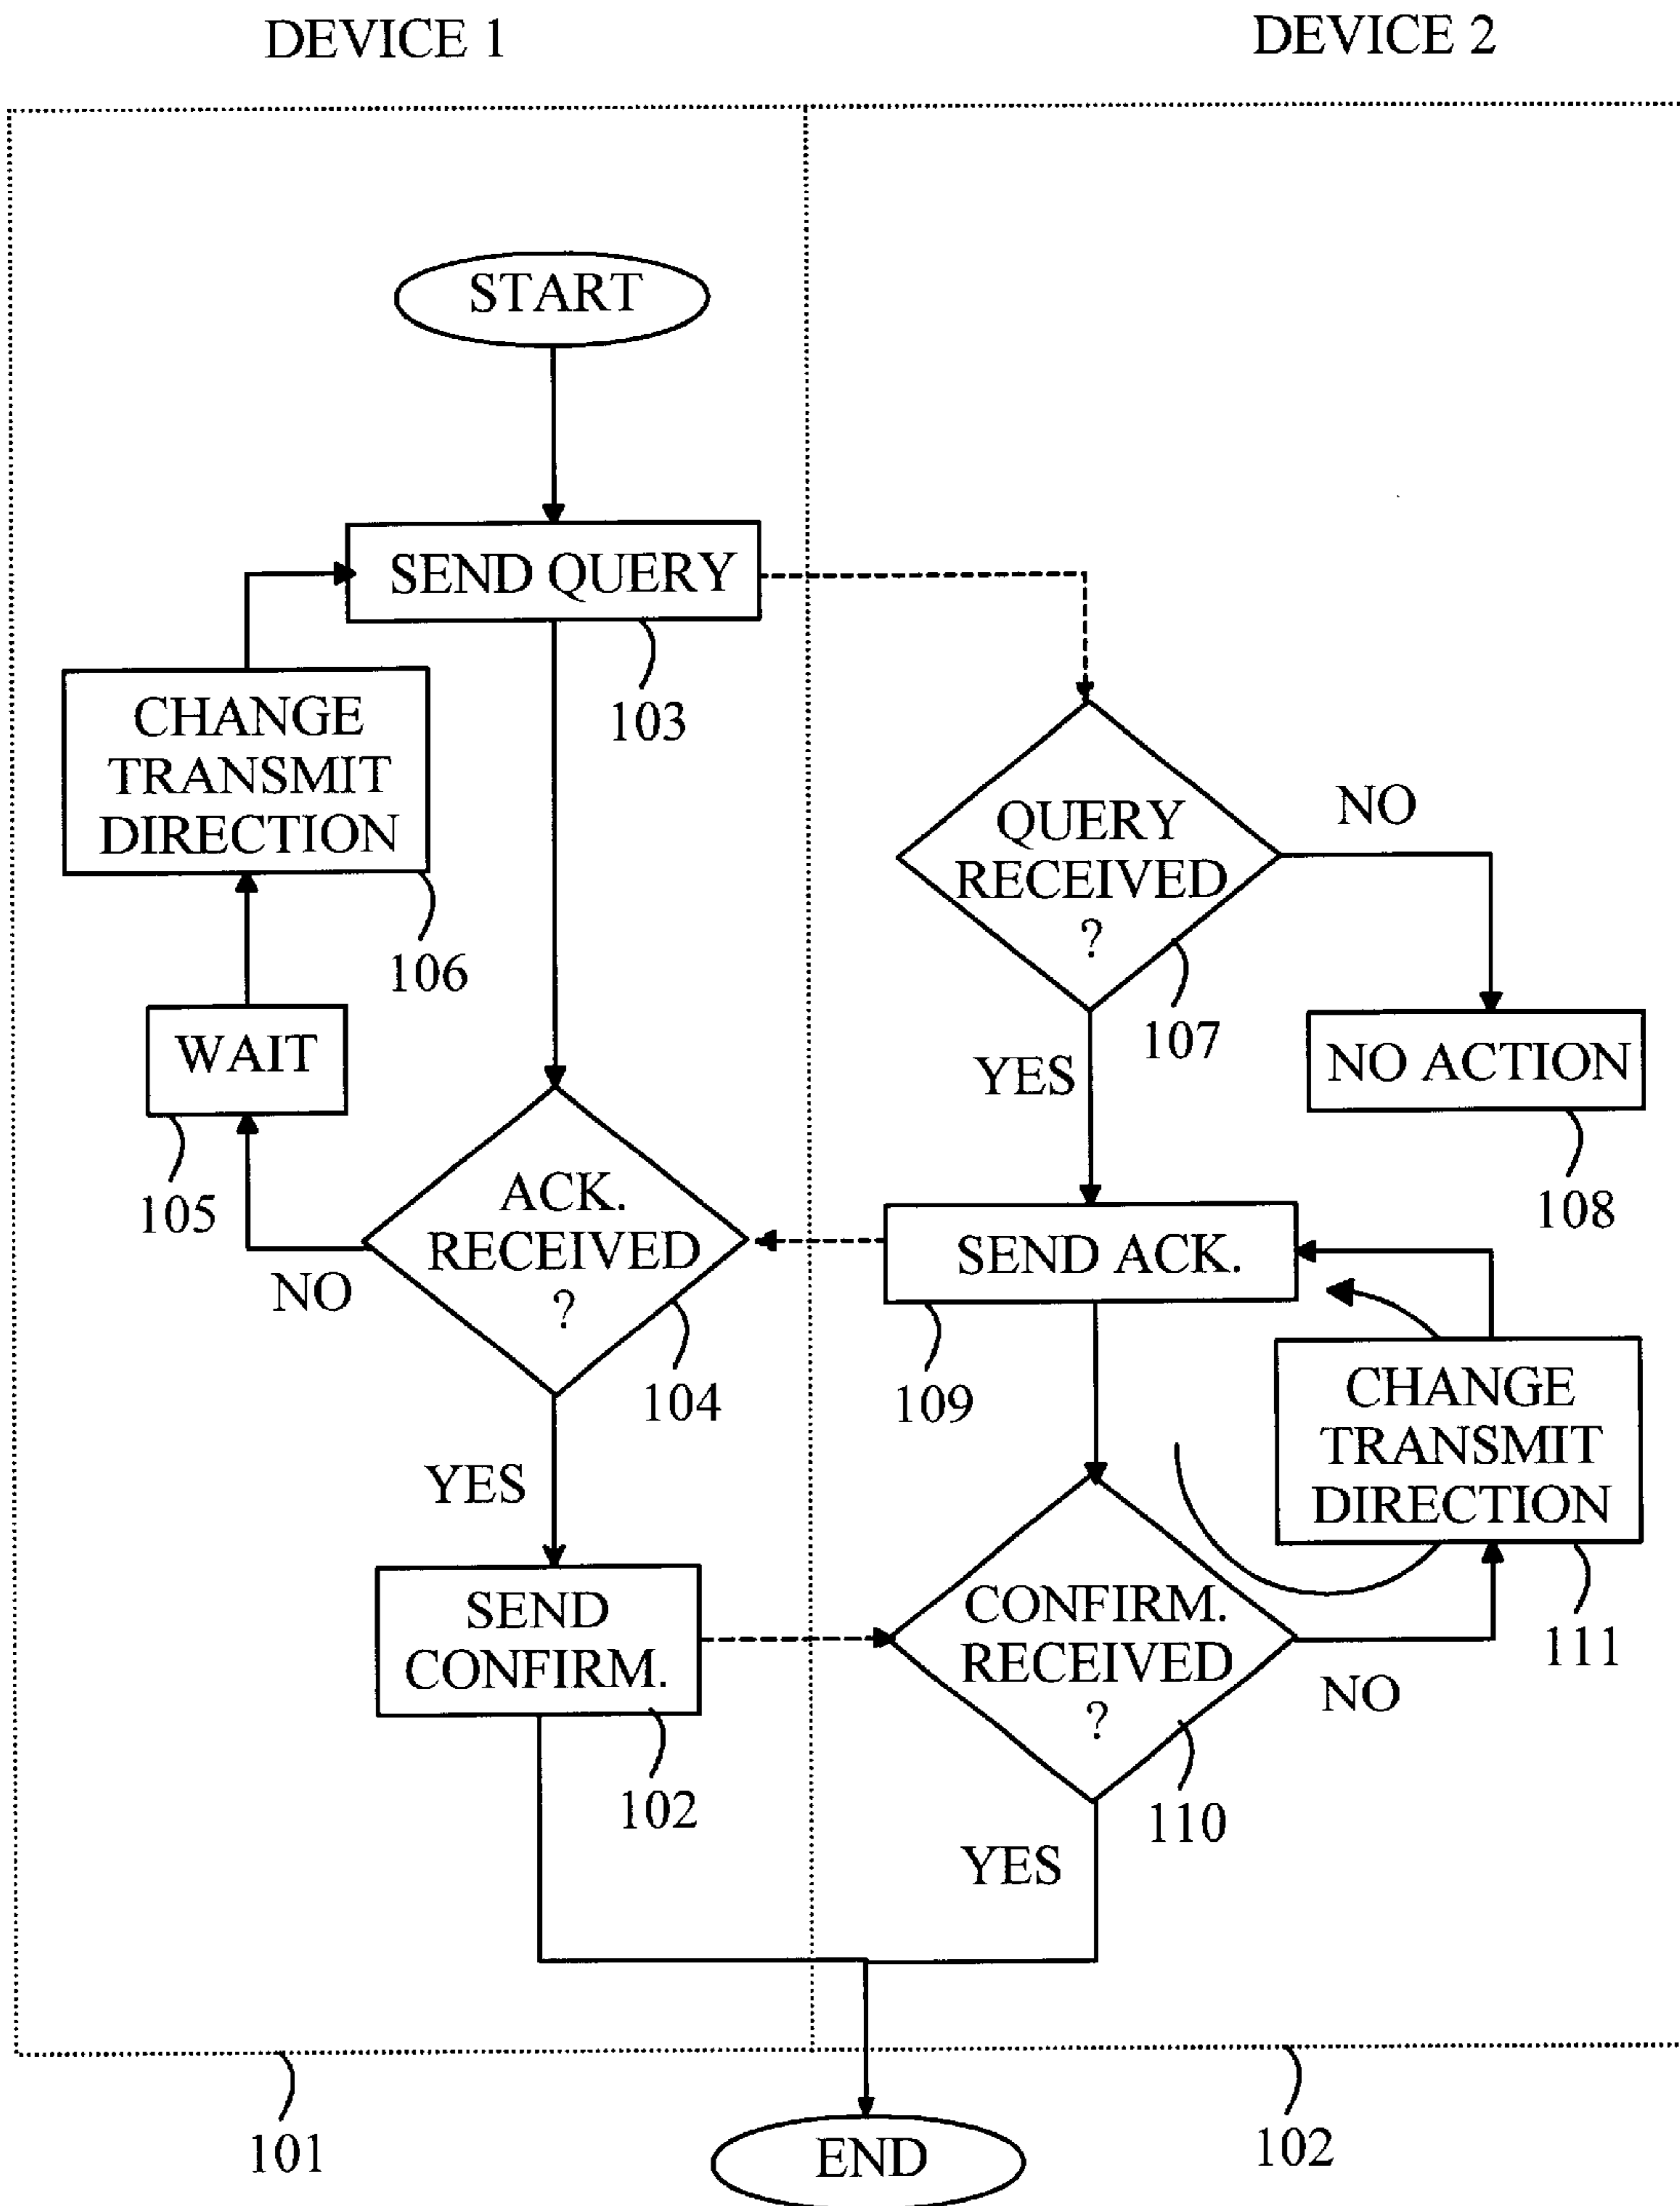 DEVICE 1
DEVICE 2
START
SEND QUERY
103
CHANGE
TRANSMIT
DIRECTION
106
QUERY
RECEIVED
?
107
NO
WAIT
105
NO ACTION
108
YES
ACK.
RECEIVED
?
104
NO
SEND ACK.
109
CHANGE
TRANSMIT
DIRECTION
111
YES
SEND
CONFIRM.
102
CONFIRM.
RECEIVED
?
110
NO
YES
101
102
END